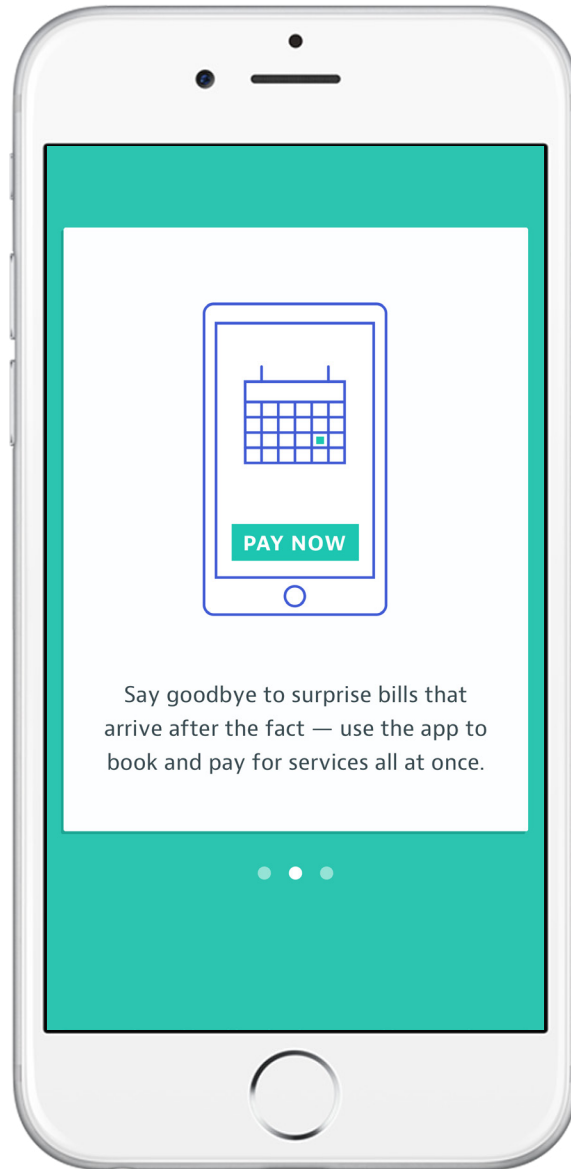 PAY NOW
Say goodbye to surprise bills that
arrive after the fact — use the app to
book and pay for services all at once.